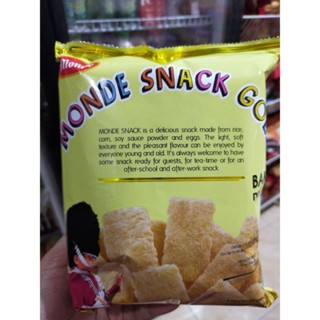 Monde
MONDE SNACK GO
MONDE SNACK is a delicious snack made from rice,
corn, soy sauce powder and eggs. The light, soft
texture and the pleasant flavour can be enjoyed by
everyone young and old. It's always welcome to have
some snack ready for guests, for tea-time or for an
after-school and after-work snack
BA